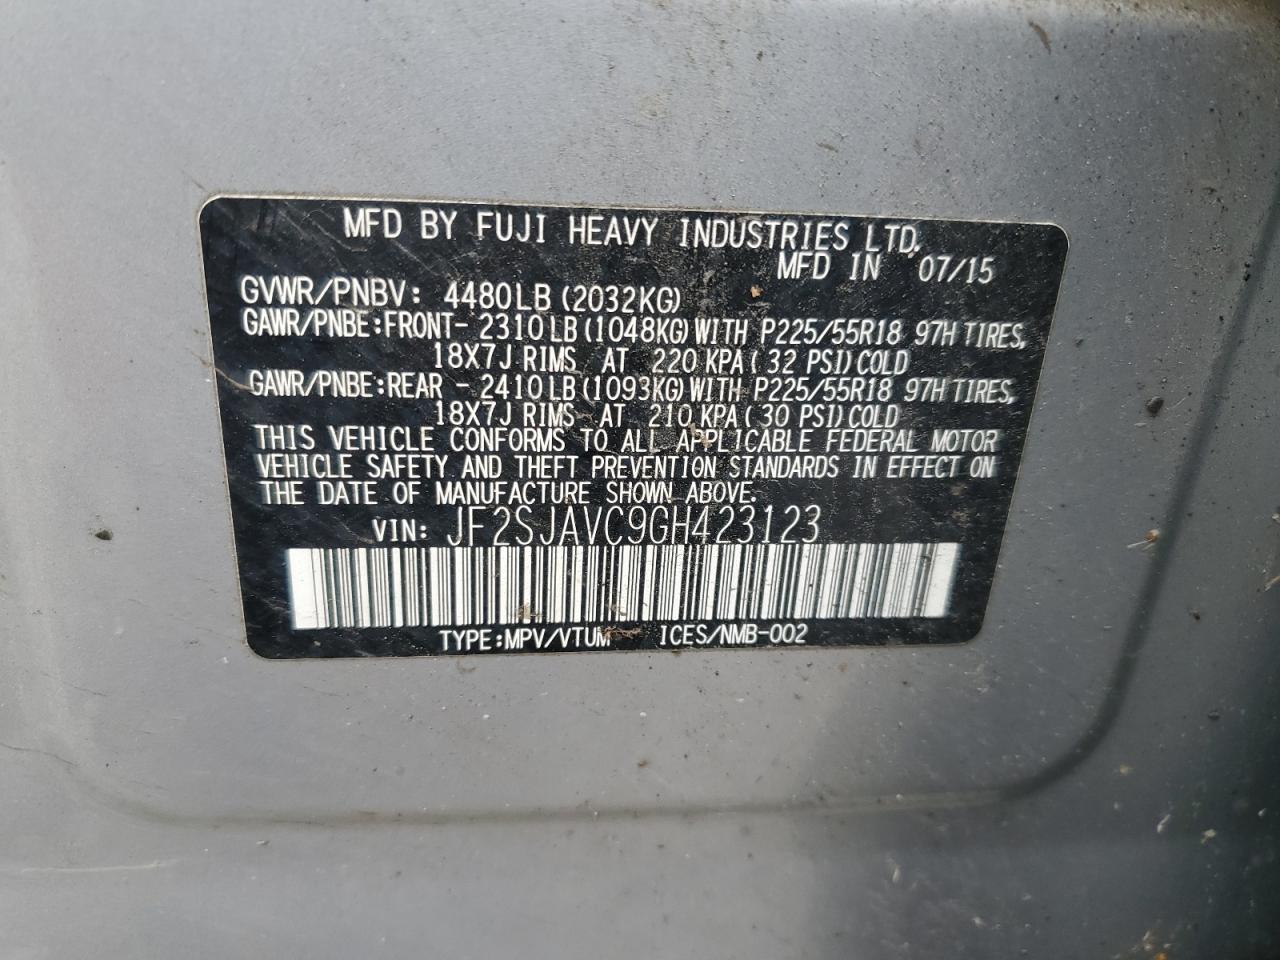 MFD BY FUJI HEAVY INDUSTRIES LTD.
MFD IN 07/15
GVWR/PNBV: 4480LB (2032KG)
GAWR/PNBE:FRONT- 2310LB(1048KG)WITH P225/55R18 97H TIRES,
18X7J RIMS AT 220 KPA( 32 PSI)COLD
GAWR/PNBE:REAR - 2410LB(1093KG)WITH P225/55R18 97H TIRES,
18X7J RIMS AT 210 KPA( 30 PSI)COLD
THIS VEHICLE CONFORMS TO ALL APPLICABLE FEDERAL MOTOR
VEHICLE SAFETY AND THEFT PREVENTION STANDARDS IN EFFECT ON
THE DATE OF MANUFACTURE SHOWN ABOVE.
VIN: JF2SJAVC9GH423123
TYPE:MPV/VTUM ICES/NMB-002